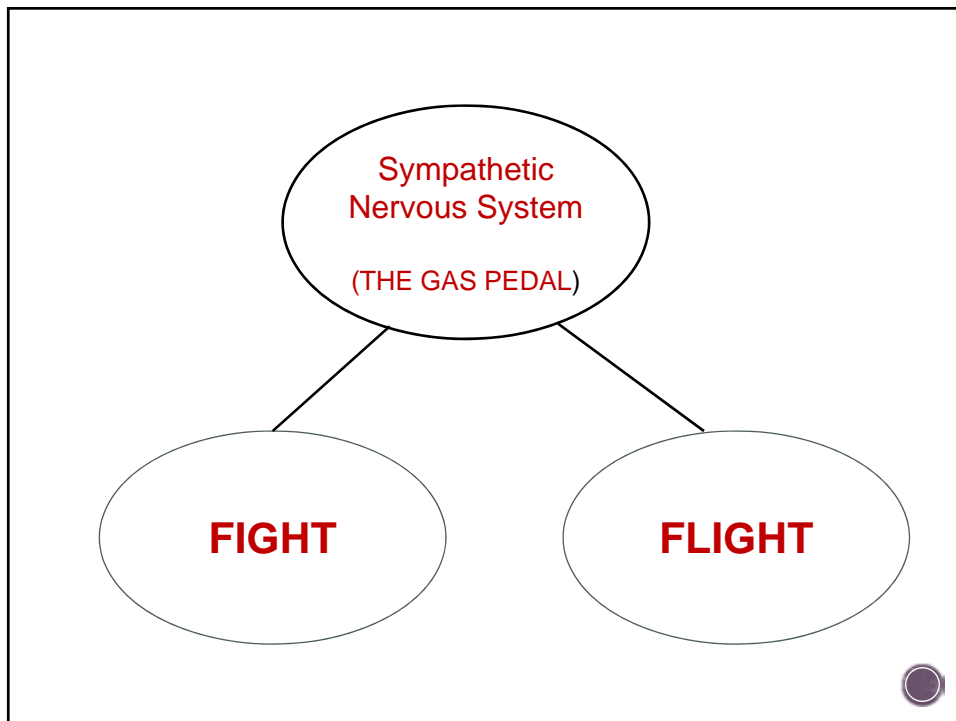 Sympathetic
Nervous System
(THE GAS PEDAL)
FIGHT
FLIGHT